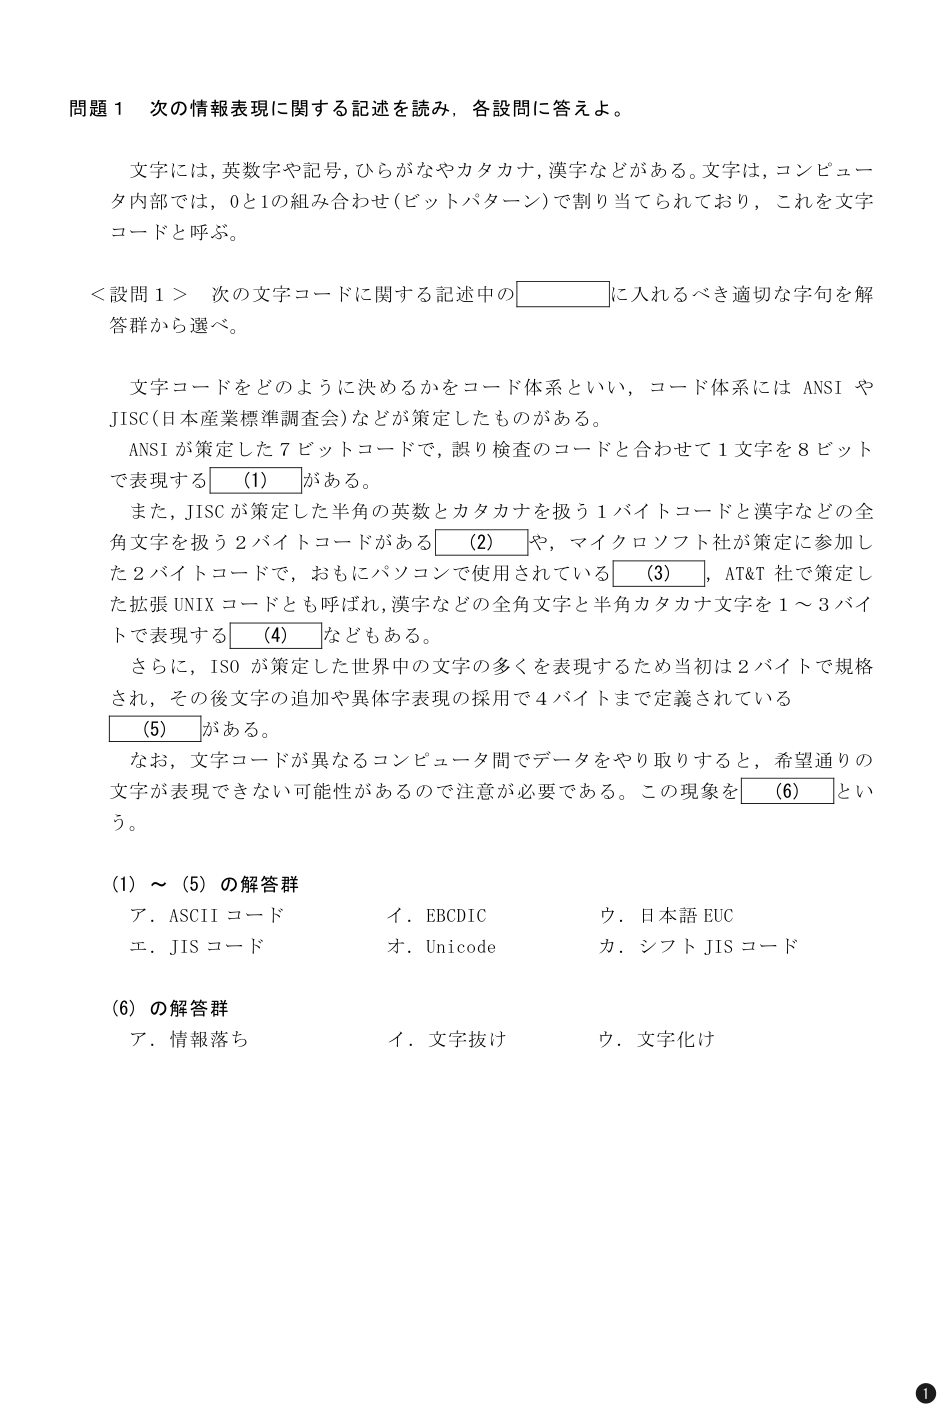 問題１　次の情報表現に関する記述を読み，各設問に答えよ。
文字には，英数字や記号，ひらがなやカタカナ，漢字などがある。文字は，コンピュー
タ内部では，0と1の組み合わせ(ビットパターン)で割り当てられており，これを文字
コードと呼ぶ。
＜設問１＞　次の文字コードに関する記述中の　　　　に入れるべき適切な字句を解
答群から選べ。
文字コードをどのように決めるかをコード体系といい，コード体系には ANSI や
JISC(日本産業標準調査会)などが策定したものがある。
ANSI が策定した７ビットコードで，誤り検査のコードと合わせて１文字を８ビット
で表現する (1) がある。
また，JISC が策定した半角の英数とカタカナを扱う１バイトコードと漢字などの全
角文字を扱う２バイトコードがある (2) や，マイクロソフト社が策定に参加し
た２バイトコードで，おもにパソコンで使用されている (3) ，AT&T 社で策定し
た拡張 UNIX コードとも呼ばれ，漢字などの全角文字と半角カタカナ文字を１～３バイ
トで表現する (4) などもある。
さらに，ISO が策定した世界中の文字の多くを表現するため当初は２バイトで規格
され，その後文字の追加や異体字表現の採用で４バイトまで定義されている
(5) がある。
なお，文字コードが異なるコンピュータ間でデータをやり取りすると，希望通りの
文字が表現できない可能性があるので注意が必要である。この現象を (6) とい
う。
(1) ～ (5) の解答群
ア．ASCII コード　　イ．EBCDIC　　ウ．日本語 EUC
エ．JIS コード　　オ．Unicode　　カ．シフト JIS コード
(6) の解答群
ア．情報落ち　　イ．文字抜け　　ウ．文字化け
1